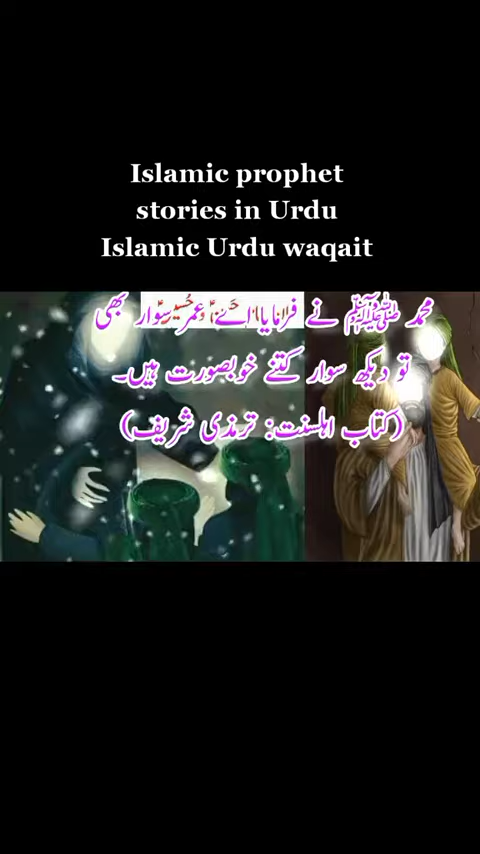 Islamic prophet
stories in Urdu
Islamic Urdu waqait
محمد ﷺ نے فرمایا اے عمر سوار بھی
تو دیکھ سوار کتنے خوبصورت ہیں۔
(کتاب اہلسنت: ترمذی شریف)